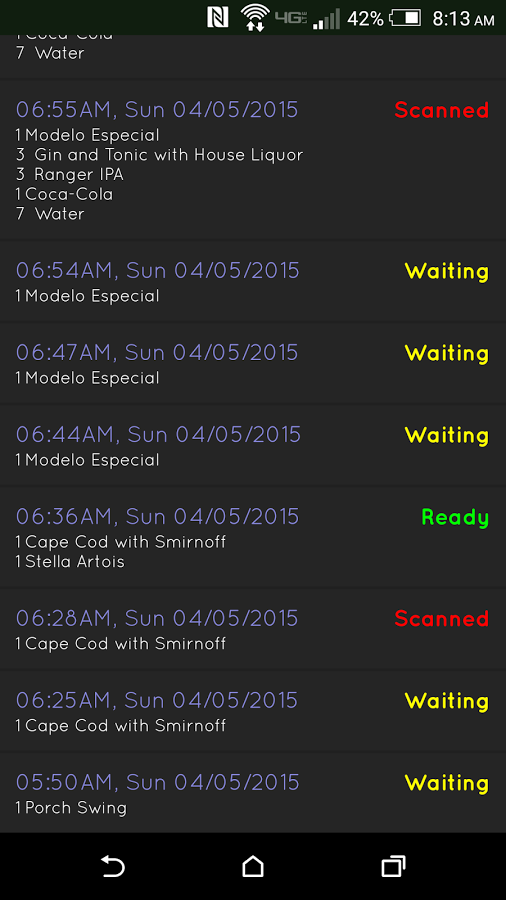 4G LTE 42% 8:13 AM
1 Coca-Cola
7 Water
06:55AM, Sun 04/05/2015 Scanned
1 Modelo Especial
3 Gin and Tonic with House Liquor
3 Ranger IPA
1 Coca-Cola
7 Water
06:54AM, Sun 04/05/2015 Waiting
1 Modelo Especial
06:47AM, Sun 04/05/2015 Waiting
1 Modelo Especial
06:44AM, Sun 04/05/2015 Waiting
1 Modelo Especial
06:36AM, Sun 04/05/2015 Ready
1 Cape Cod with Smirnoff
1 Stella Artois
06:28AM, Sun 04/05/2015 Scanned
1 Cape Cod with Smirnoff
06:25AM, Sun 04/05/2015 Waiting
1 Cape Cod with Smirnoff
05:50AM, Sun 04/05/2015 Waiting
1 Porch Swing